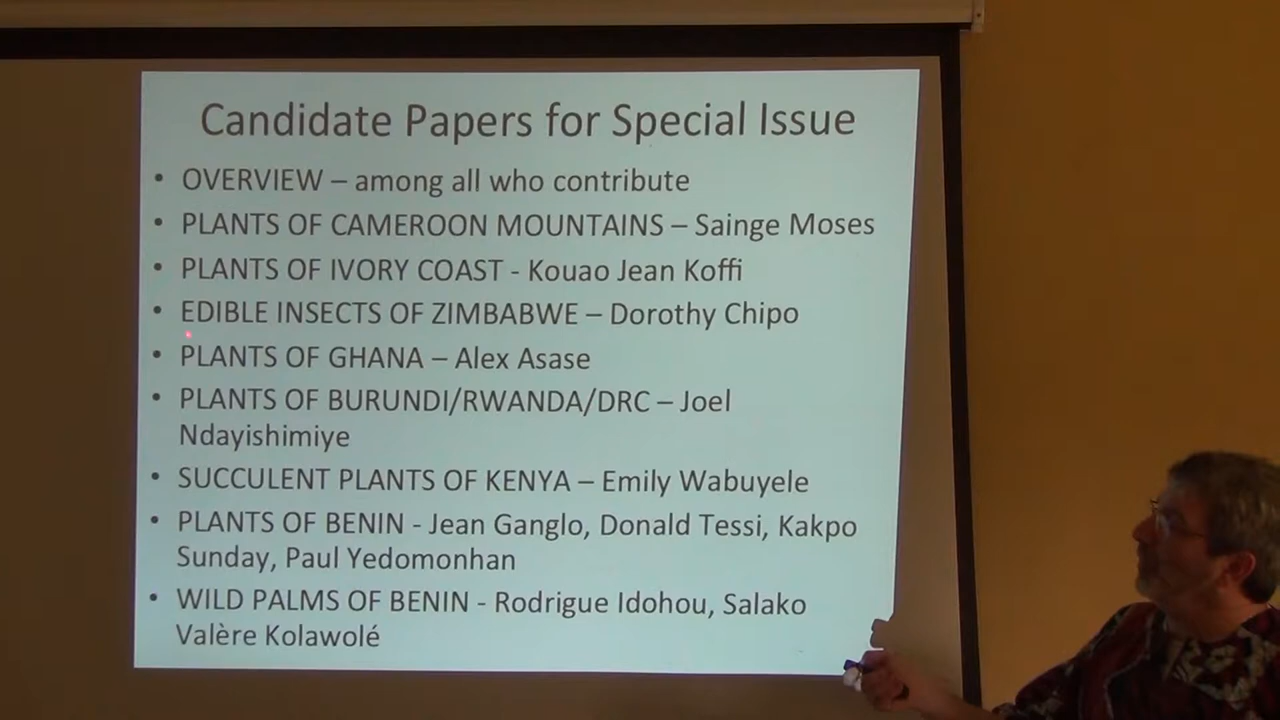 Candidate Papers for Special Issue
• OVERVIEW – among all who contribute
• PLANTS OF CAMEROON MOUNTAINS – Sainge Moses
• PLANTS OF IVORY COAST - Kouao Jean Koffi
• EDIBLE INSECTS OF ZIMBABWE – Dorothy Chipo
• PLANTS OF GHANA – Alex Asase
• PLANTS OF BURUNDI/RWANDA/DRC – Joel
Ndayishimiye
• SUCCULENT PLANTS OF KENYA – Emily Wabuyele
• PLANTS OF BENIN - Jean Ganglo, Donald Tessi, Kakpo
Sunday, Paul Yedomonhan
• WILD PALMS OF BENIN - Rodrigue Idohou, Salako
Valère Kolawolé